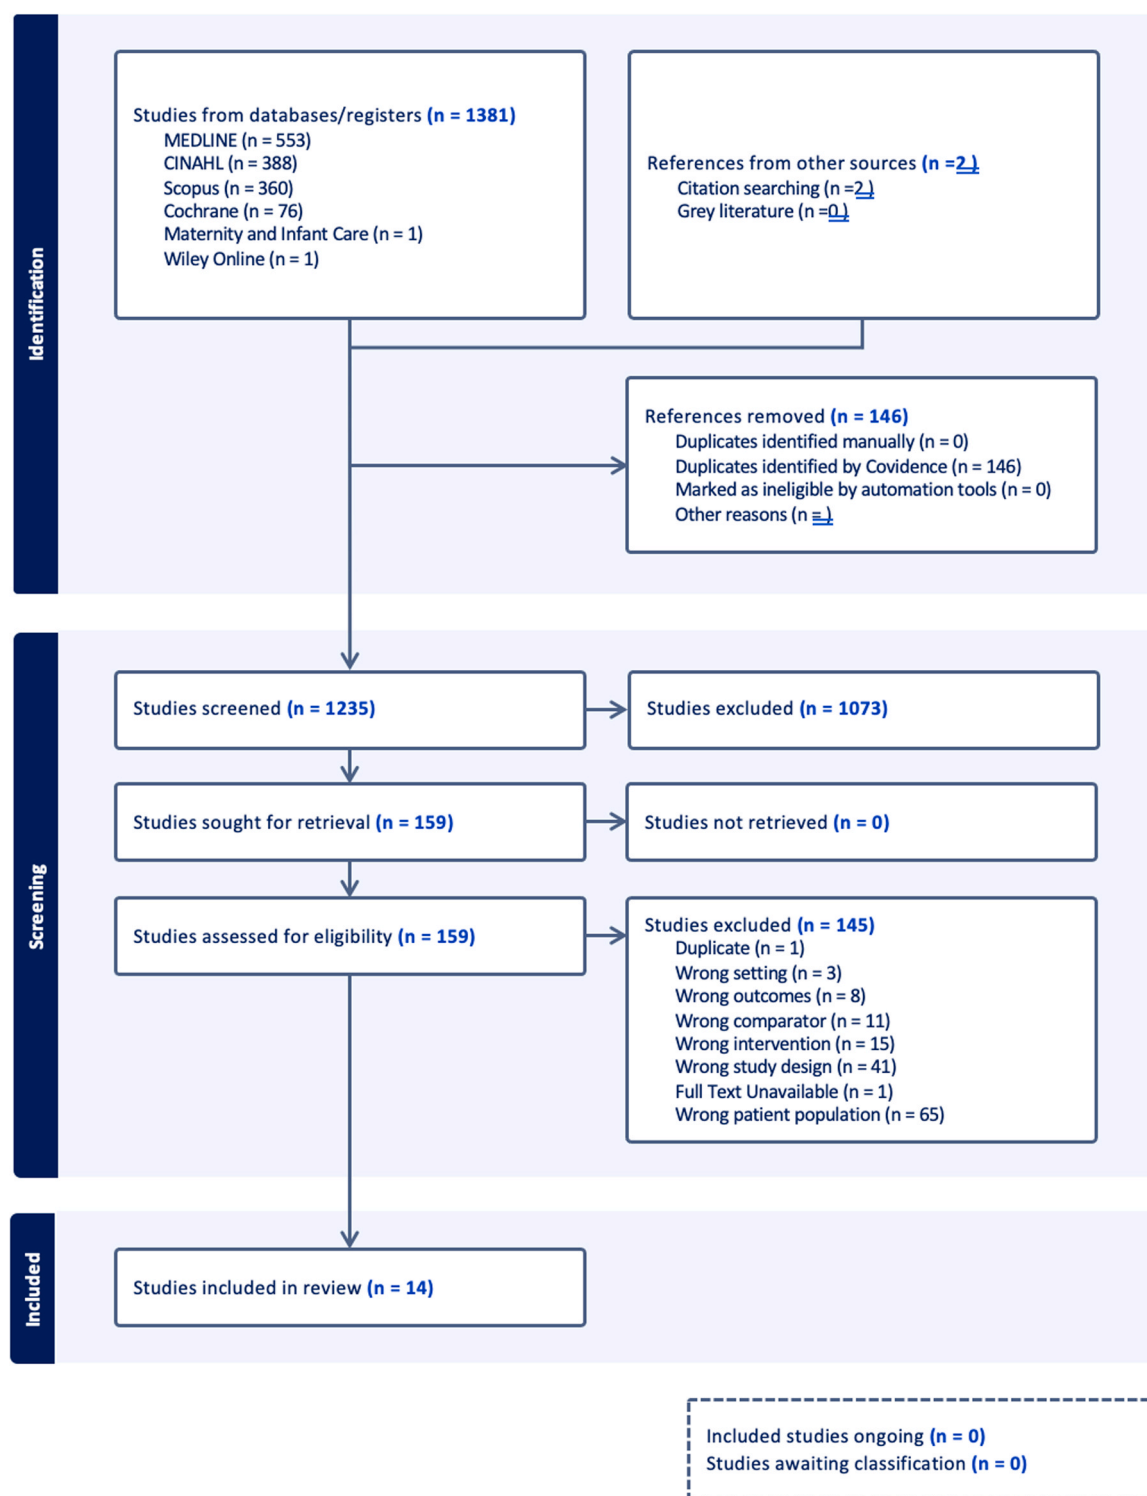 Identification
Studies from databases/registers (n = 1381)
MEDLINE (n = 553)
CINAHL (n = 388)
Scopus (n = 360)
Cochrane (n = 76)
Maternity and Infant Care (n = 1)
Wiley Online (n = 1)
References from other sources (n =2 )
Citation searching (n =2 )
Grey literature (n =0 )
References removed (n = 146)
Duplicates identified manually (n = 0)
Duplicates identified by Covidence (n = 146)
Marked as ineligible by automation tools (n = 0)
Other reasons (n = )
Screening
Studies screened (n = 1235)
Studies excluded (n = 1073)
Studies sought for retrieval (n = 159)
Studies not retrieved (n = 0)
Studies assessed for eligibility (n = 159)
Studies excluded (n = 145)
Duplicate (n = 1)
Wrong setting (n = 3)
Wrong outcomes (n = 8)
Wrong comparator (n = 11)
Wrong intervention (n = 15)
Wrong study design (n = 41)
Full Text Unavailable (n = 1)
Wrong patient population (n = 65)
Included
Studies included in review (n = 14)
Included studies ongoing (n = 0)
Studies awaiting classification (n = 0)